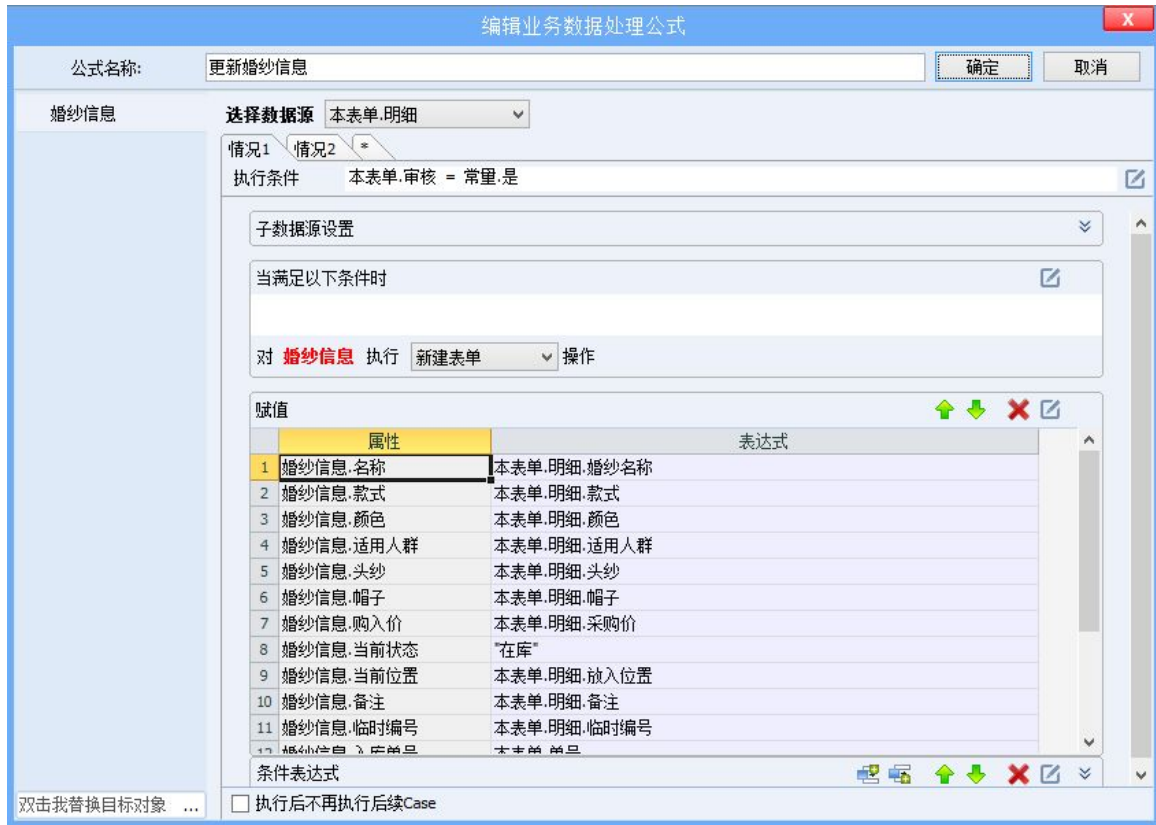 编辑业务数据处理公式
X
公式名称: 更新婚纱信息 确定 取消
婚纱信息
选择数据源 本表单.明细
情况1 情况2 *
执行条件 本表单.审核 = 常量.是
子数据源设置
当满足以下条件时
对 婚纱信息 执行 新建表单 操作
赋值
属性 表达式
1 婚纱信息.名称 本表单.明细.婚纱名称
2 婚纱信息.款式 本表单.明细.款式
3 婚纱信息.颜色 本表单.明细.颜色
4 婚纱信息.适用人群 本表单.明细.适用人群
5 婚纱信息.头纱 本表单.明细.头纱
6 婚纱信息.帽子 本表单.明细.帽子
7 婚纱信息.购入价 本表单.明细.采购价
8 婚纱信息.当前状态 "在库"
9 婚纱信息.当前位置 本表单.明细.放入位置
10 婚纱信息.备注 本表单.明细.备注
11 婚纱信息.临时编号 本表单.明细.临时编号
12 婚纱信息.入库单号 本表单.单号
条件表达式
双击我替换目标对象 ...
执行后不再执行后续Case